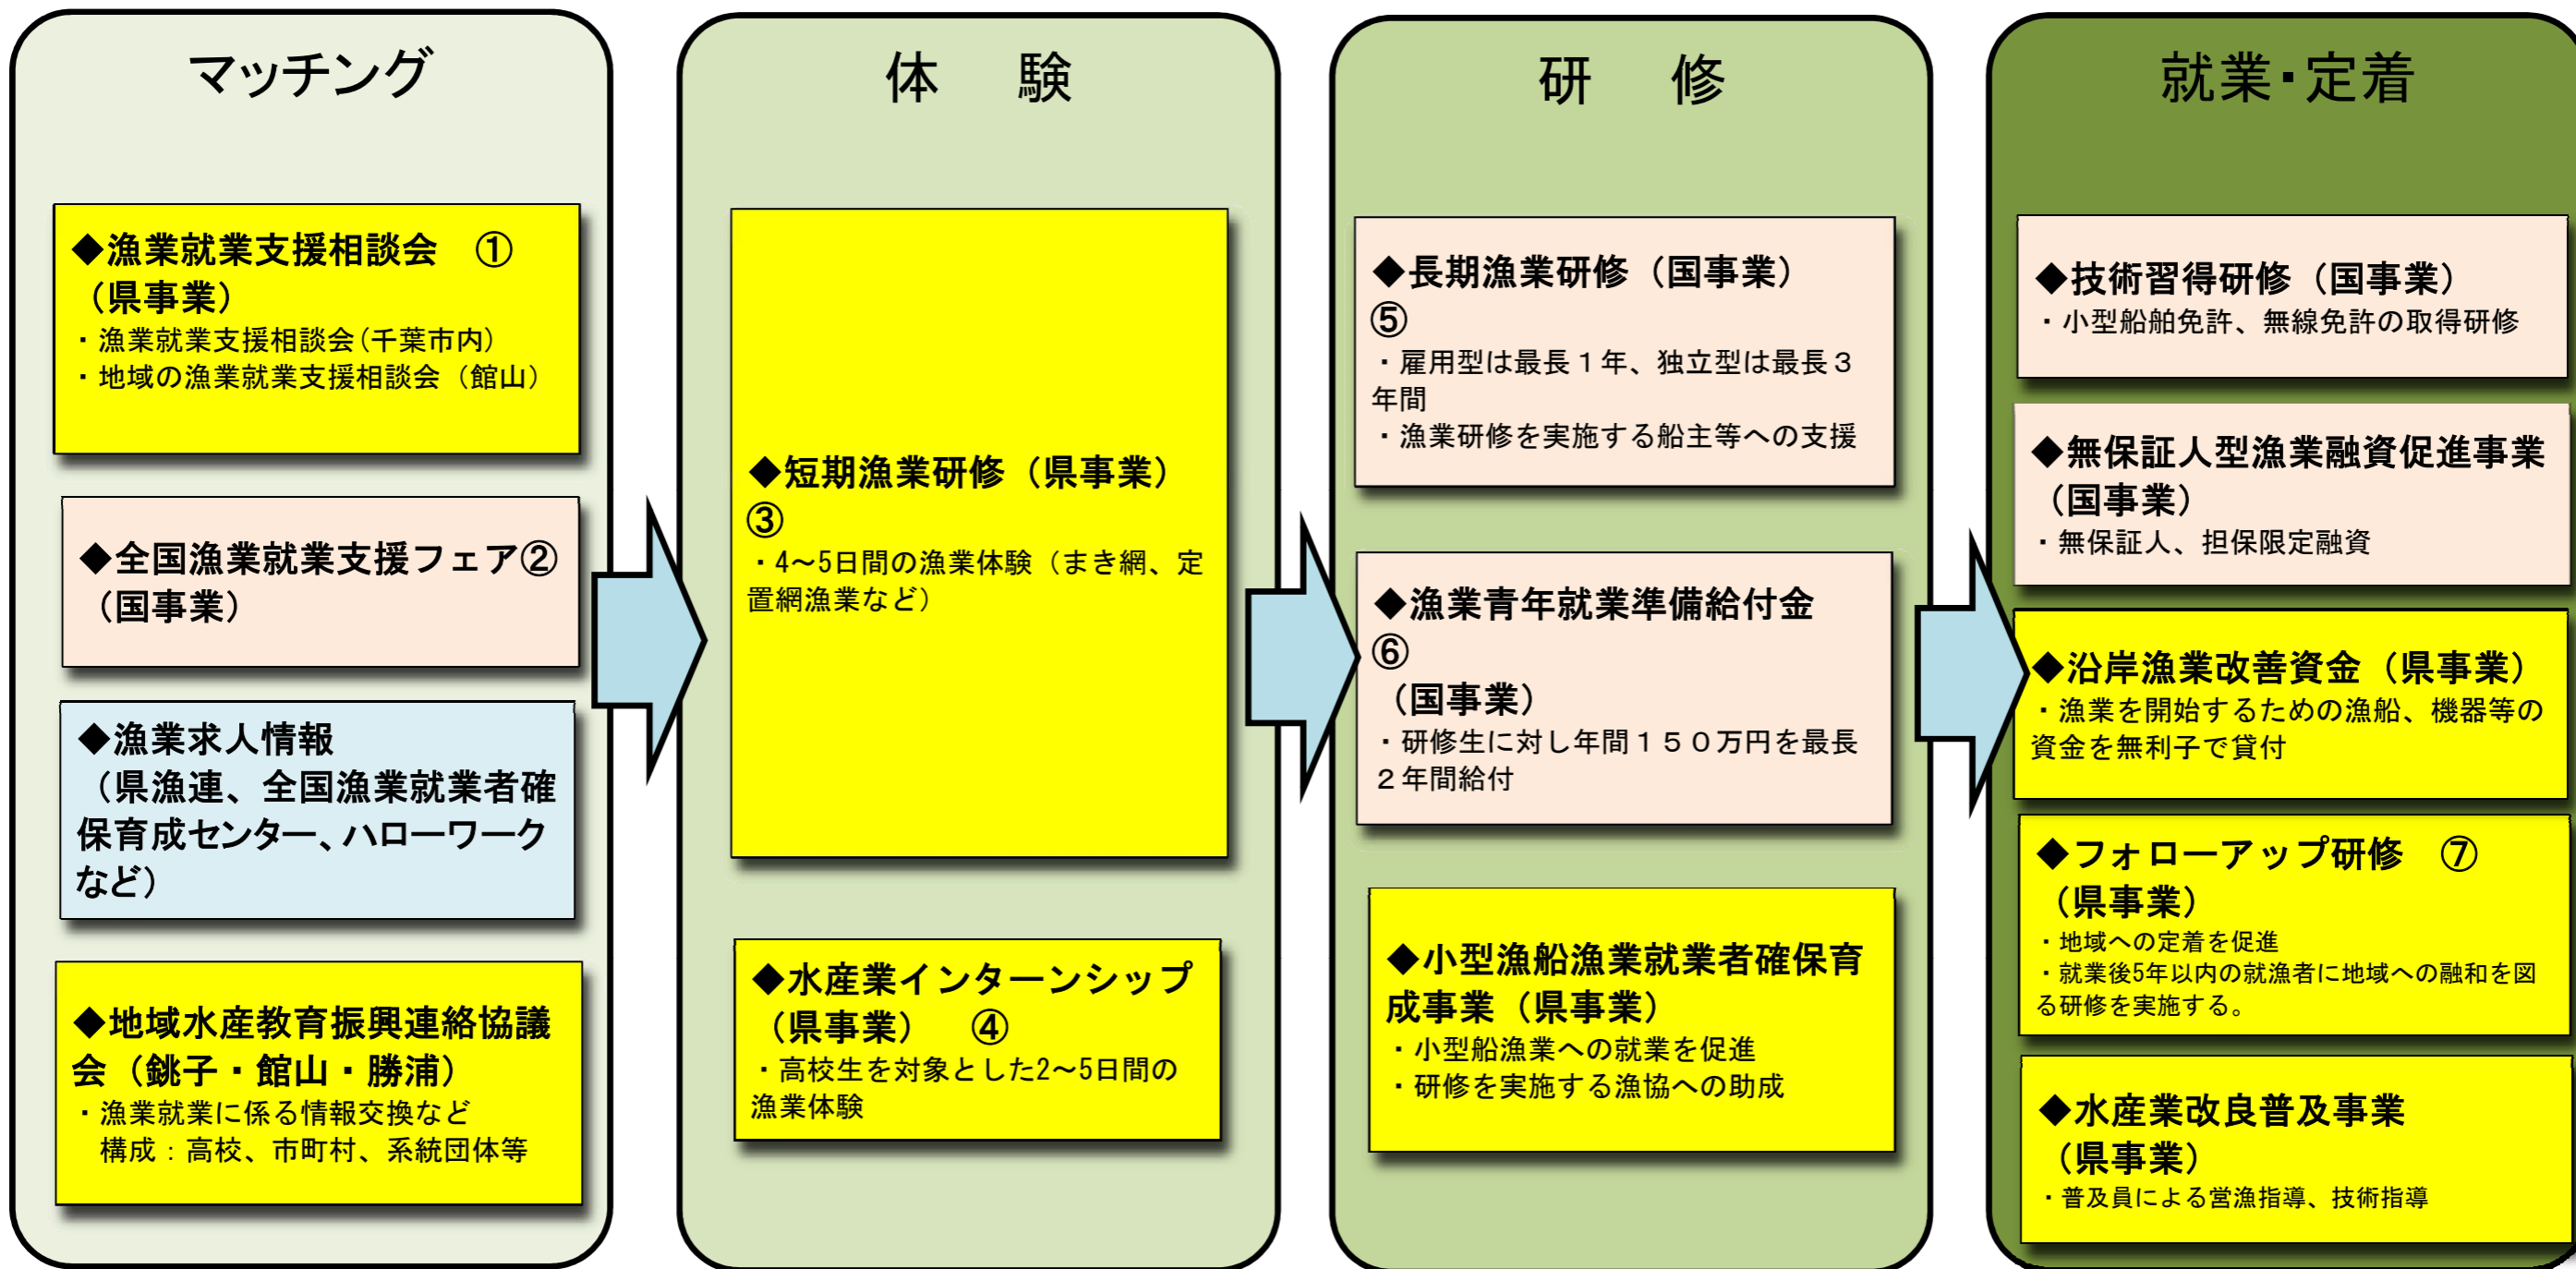 マッチング
◆漁業就業支援相談会　①
（県事業）
・漁業就業支援相談会(千葉市内)
・地域の漁業就業支援相談会（館山）
◆全国漁業就業支援フェア②
（国事業）
◆漁業求人情報
（県漁連、全国漁業就業者確
保育成センター、ハローワーク
など）
◆地域水産教育振興連絡協議
会（銚子・館山・勝浦）
・漁業就業に係る情報交換など
構成：高校、市町村、系統団体等
体　験
◆短期漁業研修（県事業）
③
・4～5日間の漁業体験（まき網、定
置網漁業など）
◆水産業インターンシップ
（県事業）　④
・高校生を対象とした2～5日間の
漁業体験
研　修
◆長期漁業研修（国事業）
⑤
・雇用型は最長１年、独立型は最長３
年間
・漁業研修を実施する船主等への支援
◆漁業青年就業準備給付金
⑥
（国事業）
・研修生に対し年間１５０万円を最長
２年間給付
◆小型漁船漁業就業者確保育
成事業（県事業）
・小型船漁業への就業を促進
・研修を実施する漁協への助成
就業・定着
◆技術習得研修（国事業）
・小型船舶免許、無線免許の取得研修
◆無保証人型漁業融資促進事業
（国事業）
・無保証人、担保限定融資
◆沿岸漁業改善資金（県事業）
・漁業を開始するための漁船、機器等の
資金を無利子で貸付
◆フォローアップ研修　⑦
（県事業）
・地域への定着を促進
・就業後5年以内の就漁者に地域への融和を図
る研修を実施する。
◆水産業改良普及事業
（県事業）
・普及員による営漁指導、技術指導